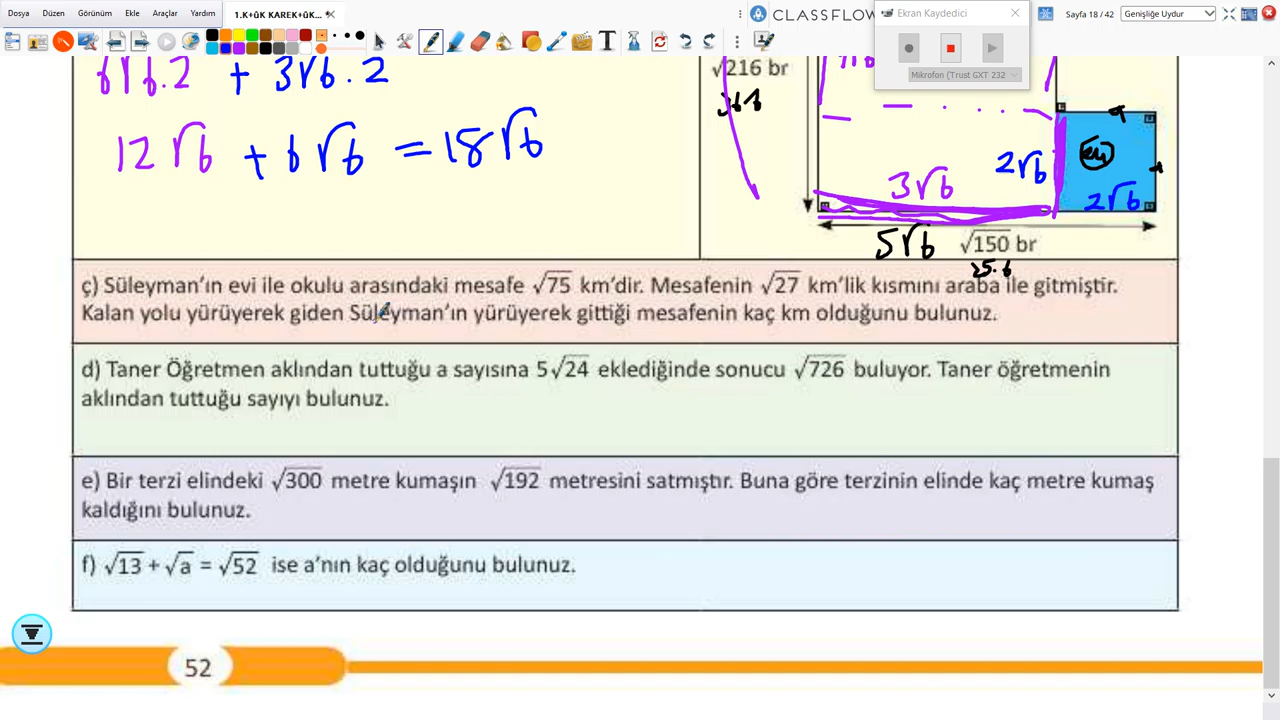 Dosya Düzen Görünüm Ekle Araçlar Yardım
1.K+ûK KAREK+ûK...
CLASSFLOW
Ekran Kaydedici
Sayfa 18 / 42
Genişliğe Uydur
Mikrofon (Trust GXT 232
6√6.2 + 3√6.2
12√6 + 6√6 = 18√6
√216 br
36.6
3√6
2√6
2√6
5√6
√150 br
25.6
ç) Süleyman’ın evi ile okulu arasındaki mesafe √75 km’dir. Mesafenin √27 km’lik kısmını araba ile gitmiştir.
Kalan yolu yürüyerek giden Süleyman’ın yürüyerek gittiği mesafenin kaç km olduğunu bulunuz.
d) Taner Öğretmen aklından tuttuğu a sayısına 5√24 eklediğinde sonucu √726 buluyor. Taner öğretmenin
aklından tuttuğu sayıyı bulunuz.
e) Bir terzi elindeki √300 metre kumaşın √192 metresini satmıştır. Buna göre terzinin elinde kaç metre kumaş
kaldığını bulunuz.
f) √13 + √a = √52 ise a’nın kaç olduğunu bulunuz.
52